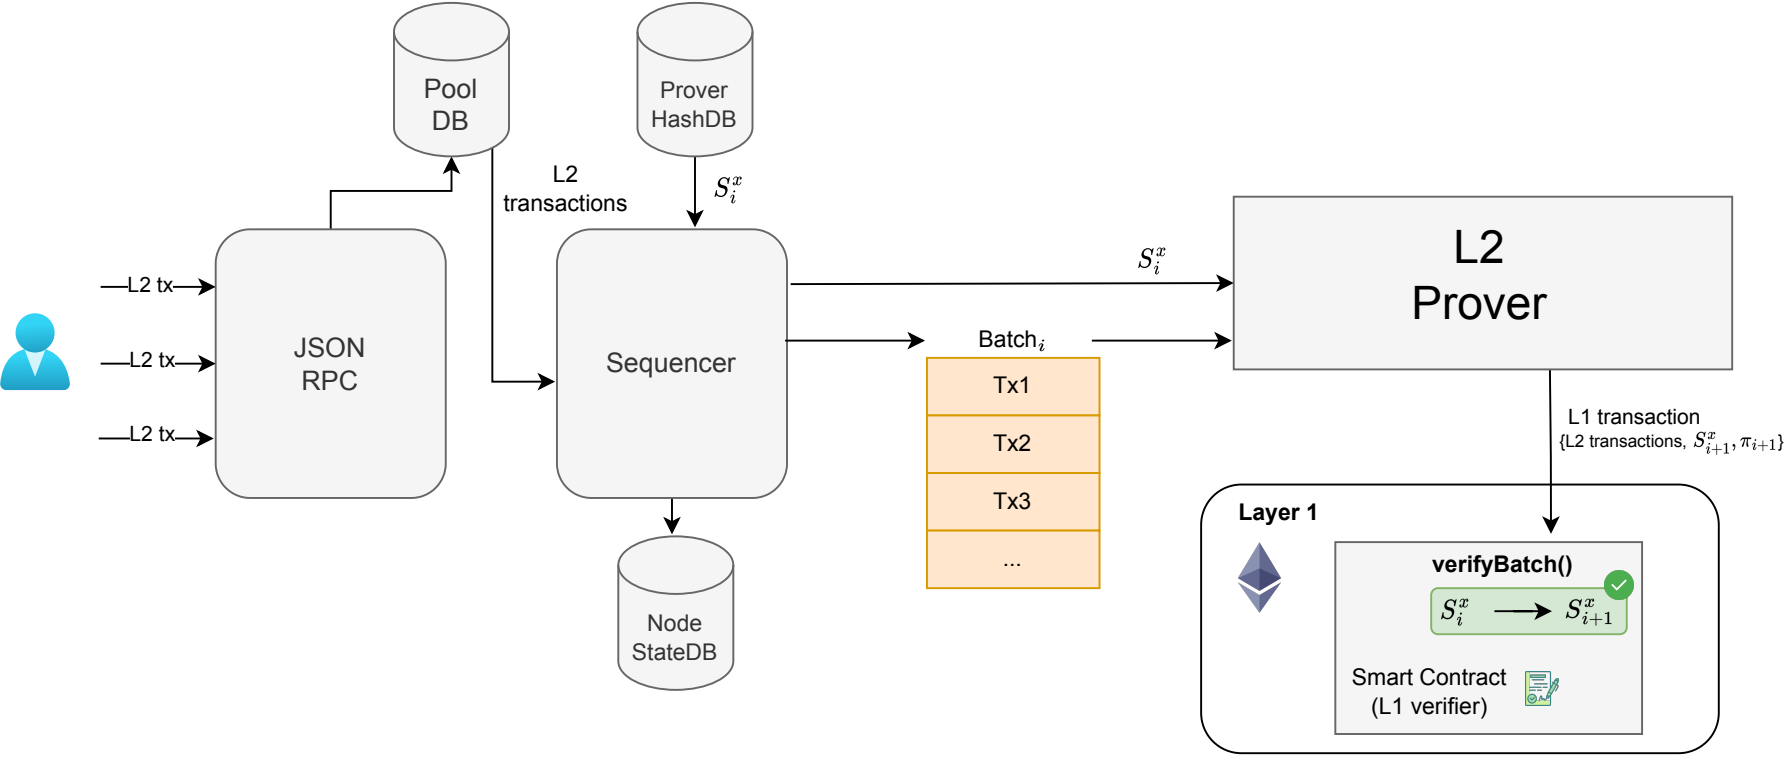 Pool
DB
Prover
HashDB
L2
transactions
S_i^x
L2 tx
L2 tx
L2 tx
JSON
RPC
Sequencer
S_i^x
Batch_i
Tx1
Tx2
Tx3
...
L2
Prover
L1 transaction
{L2 transactions, S_{i+1}^x, π_{i+1}}
Node
StateDB
Layer 1
verifyBatch()
S_i^x → S_{i+1}^x
Smart Contract
(L1 verifier)